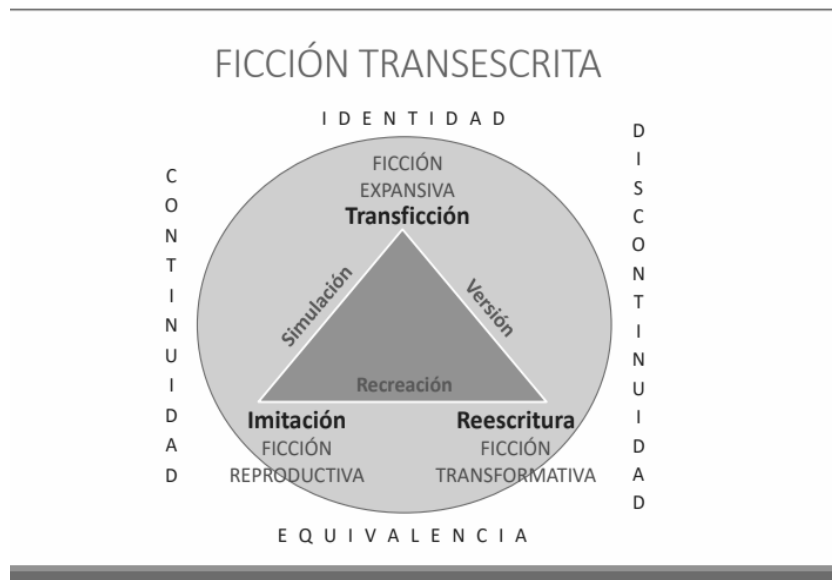 FICCIÓN TRANSESCRITA
IDENTIDAD
CONTINUIDAD
DISCONTINUIDAD
FICCIÓN
EXPANSIVA
Transficción
Simulación
Versión
Recreación
Imitación
FICCIÓN
REPRODUCTIVA
Reescritura
FICCIÓN
TRANSFORMATIVA
EQUIVALENCIA